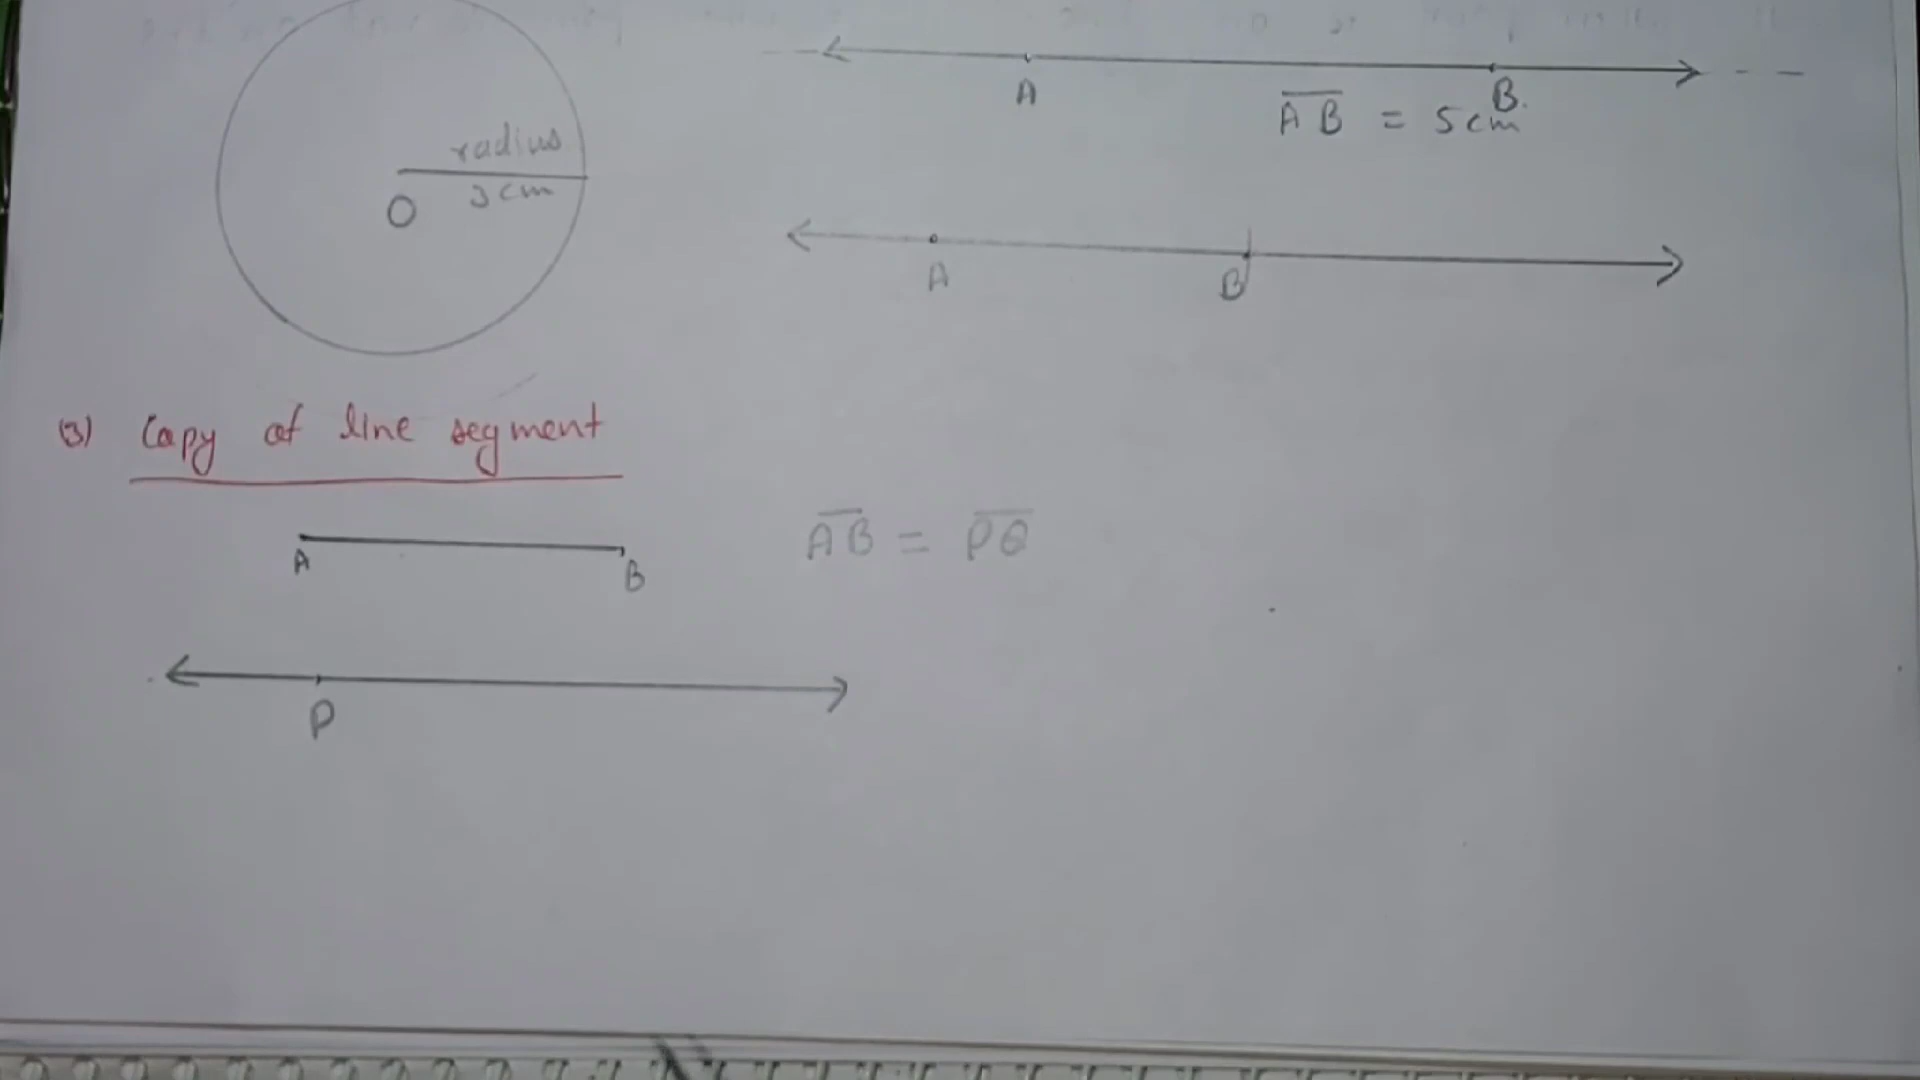 radius
3cm
O
A
B.
AB = 5cm
A
B
(3) Copy of line segment
A
B
AB = PQ
P